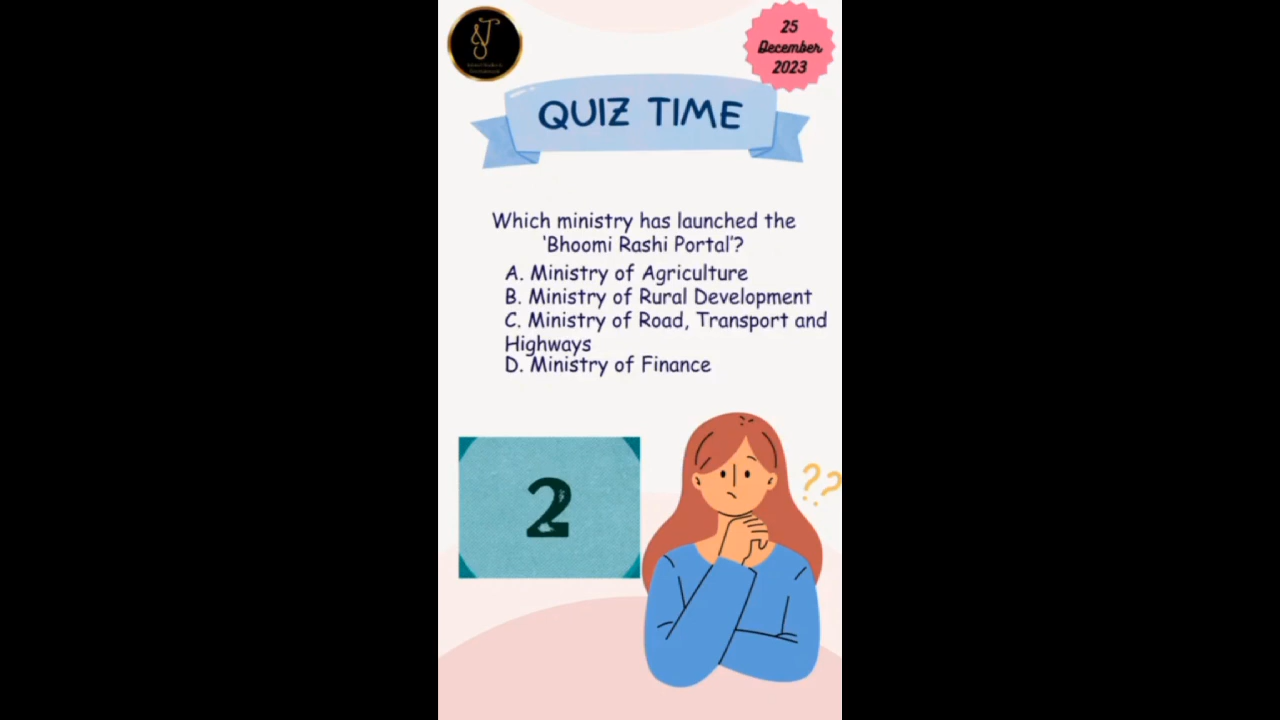 25
December
2023
QUIZ TIME
Which ministry has launched the
'Bhoomi Rashi Portal'?
A. Ministry of Agriculture
B. Ministry of Rural Development
C. Ministry of Road, Transport and
Highways
D. Ministry of Finance
2
??